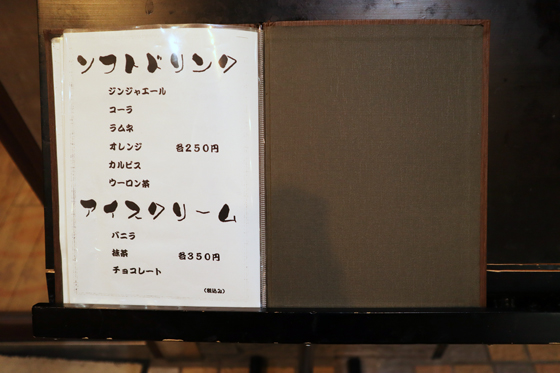 ソフトドリンク
ジンジャエール
コーラ
ラムネ
オレンジ 各250円
カルピス
ウーロン茶
アイスクリーム
バニラ
抹茶 各350円
チョコレート
(税込み)